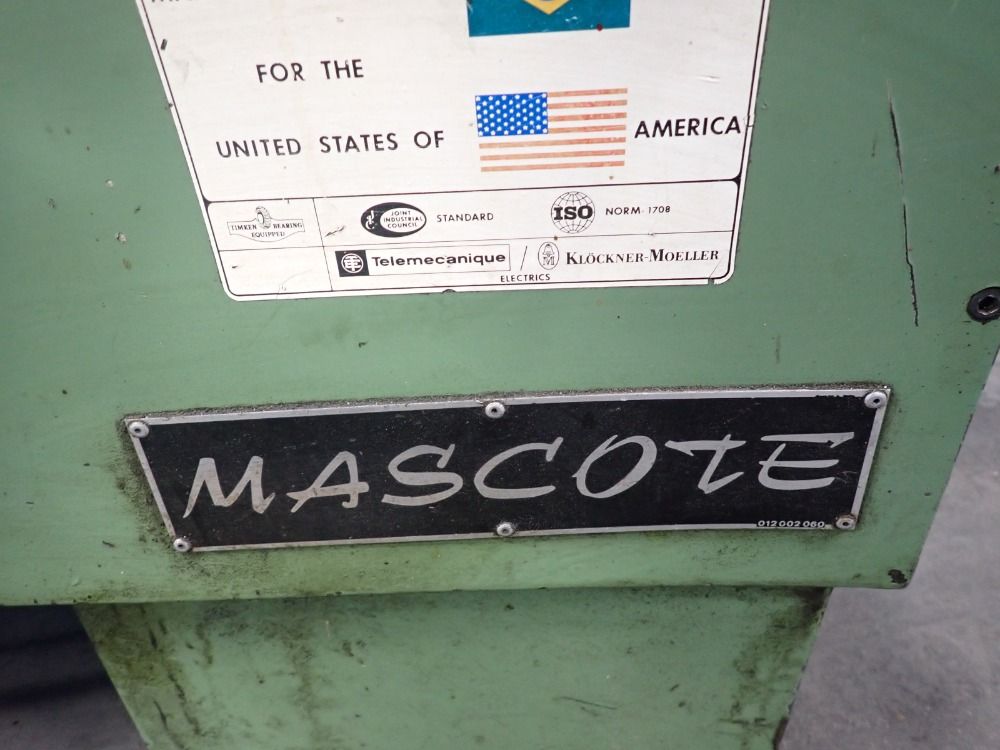 FOR THE
UNITED STATES OF AMERICA
TIMKEN BEARING
EQUIPPED
JOINT
INDUSTRIAL
COUNCIL
STANDARD
ISO NORM-1708
Telemecanique / KLÖCKNER-MOELLER
ELECTRICS
MASCOTE
012 002 060